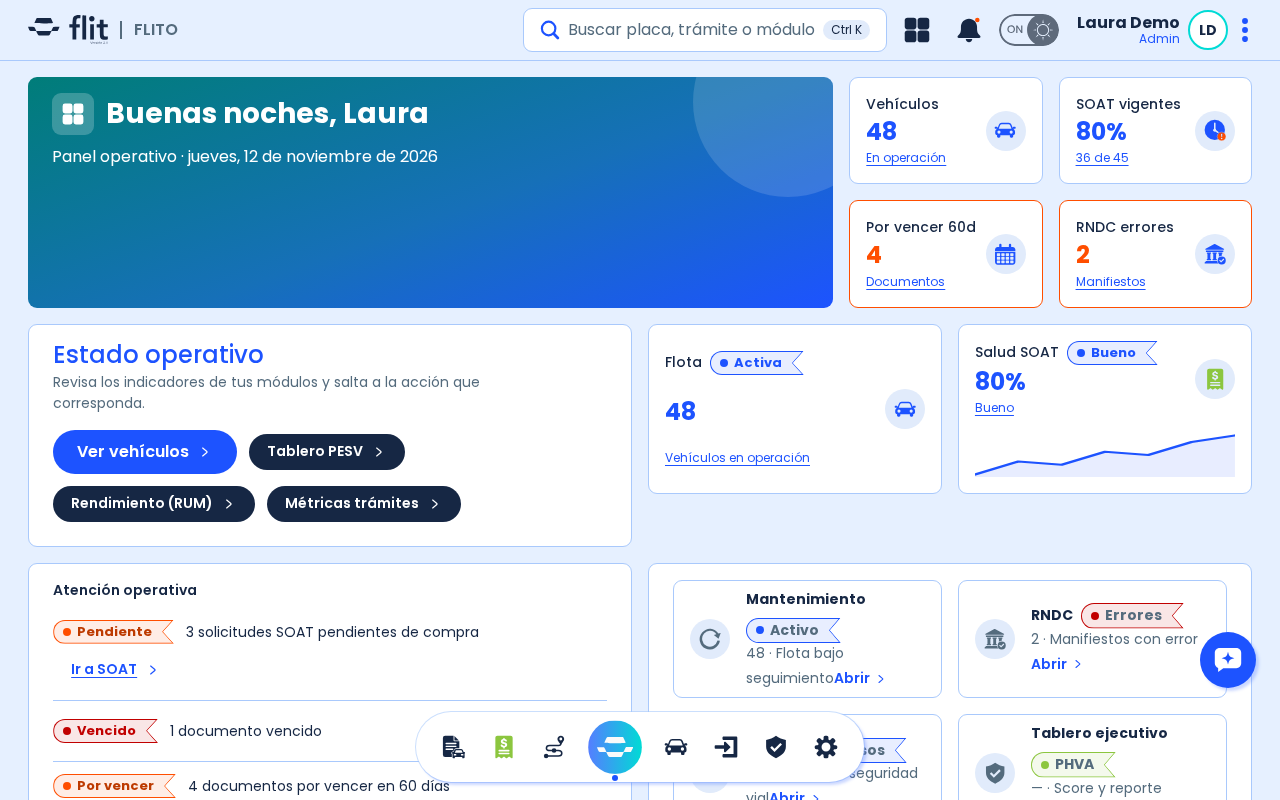 flit
FLITO
Buscar placa, trámite o módulo
Ctrl K
ON
Laura Demo
Admin
LD
Buenas noches, Laura
Panel operativo · jueves, 12 de noviembre de 2026
Vehículos
48
En operación
SOAT vigentes
80%
36 de 45
Por vencer 60d
4
Documentos
RNDC errores
2
Manifiestos
Estado operativo
Revisa los indicadores de tus módulos y salta a la acción que
corresponda.
Ver vehículos
Tablero PESV
Rendimiento (RUM)
Métricas trámites
Flota
Activa
48
Vehículos en operación
Salud SOAT
Bueno
80%
Bueno
Atención operativa
Pendiente
3 solicitudes SOAT pendientes de compra
Ir a SOAT
Vencido
1 documento vencido
Por vencer
4 documentos por vencer en 60 días
Mantenimiento
Activo
48 · Flota bajo
seguimientoAbrir
RNDC
Errores
2 · Manifiestos con error
Abrir
seguridad
vialAbrir
Tablero ejecutivo
PHVA
— · Score y reporte